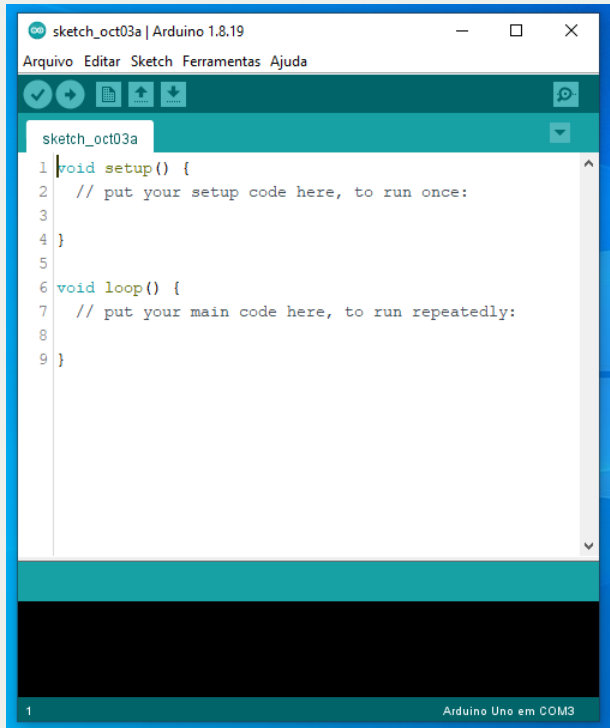 sketch_oct03a | Arduino 1.8.19
Arquivo Editar Sketch Ferramentas Ajuda
sketch_oct03a
1 void setup() {
2 // put your setup code here, to run once:
3
4 }
5
6 void loop() {
7 // put your main code here, to run repeatedly:
8
9 }
1 Arduino Uno em COM3